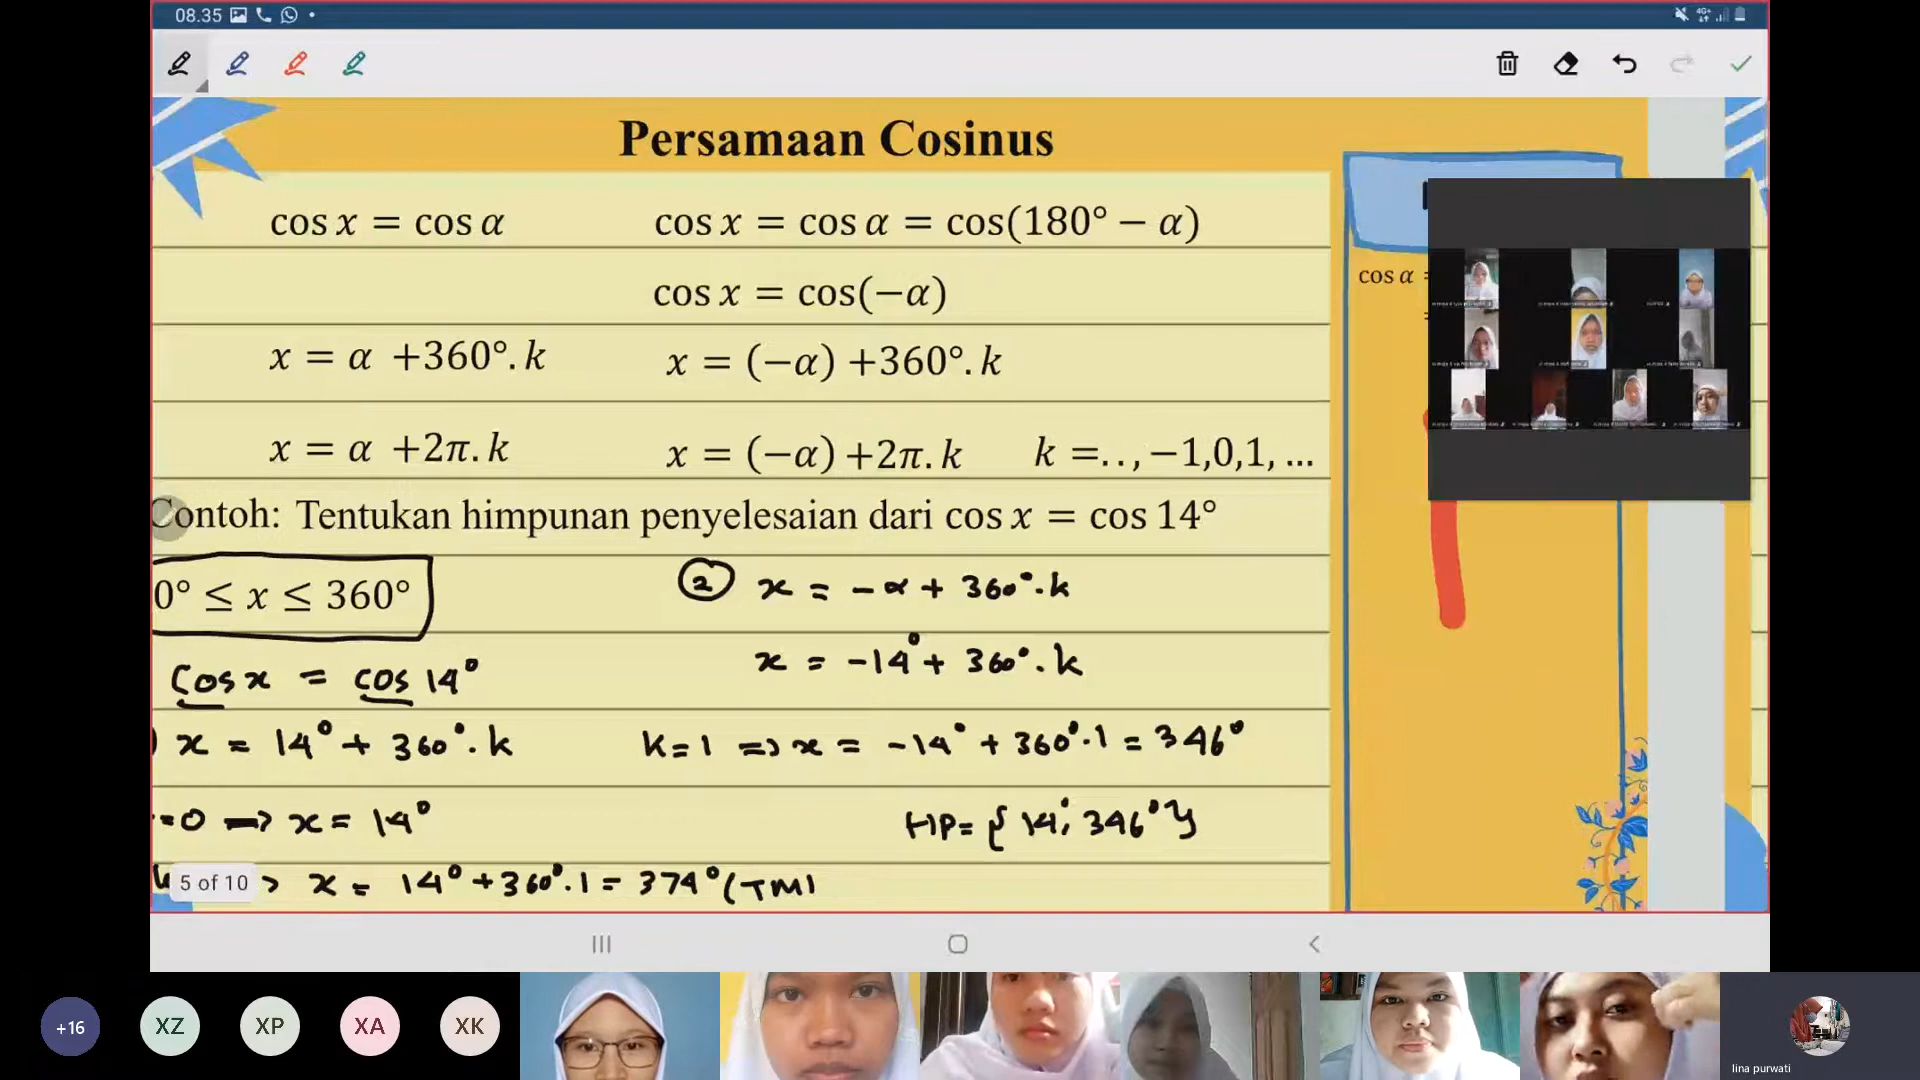 08.35
4G+
Persamaan Cosinus
cos x = cos α
cos x = cos α = cos(180° − α)
cos x = cos(−α)
cos α =
x = α +360°. k
x = (−α) +360°. k
x = α +2π. k
x = (−α) +2π. k
k =.., −1,0,1, ...
Contoh: Tentukan himpunan penyelesaian dari cos x = cos 14°
0° ≤ x ≤ 360°
2 x = -α + 360°.k
x = -14° + 360°.k
Cos x = cos 14°
) x = 14° + 360°.k
k=1 => x = -14° + 360°.1 = 346°
=0 → x = 14°
HP = { 14°, 346° }
5 of 10
> x = 14° + 360°.1 = 374° (TM)
+16
XZ
XP
XA
XK
lina purwati